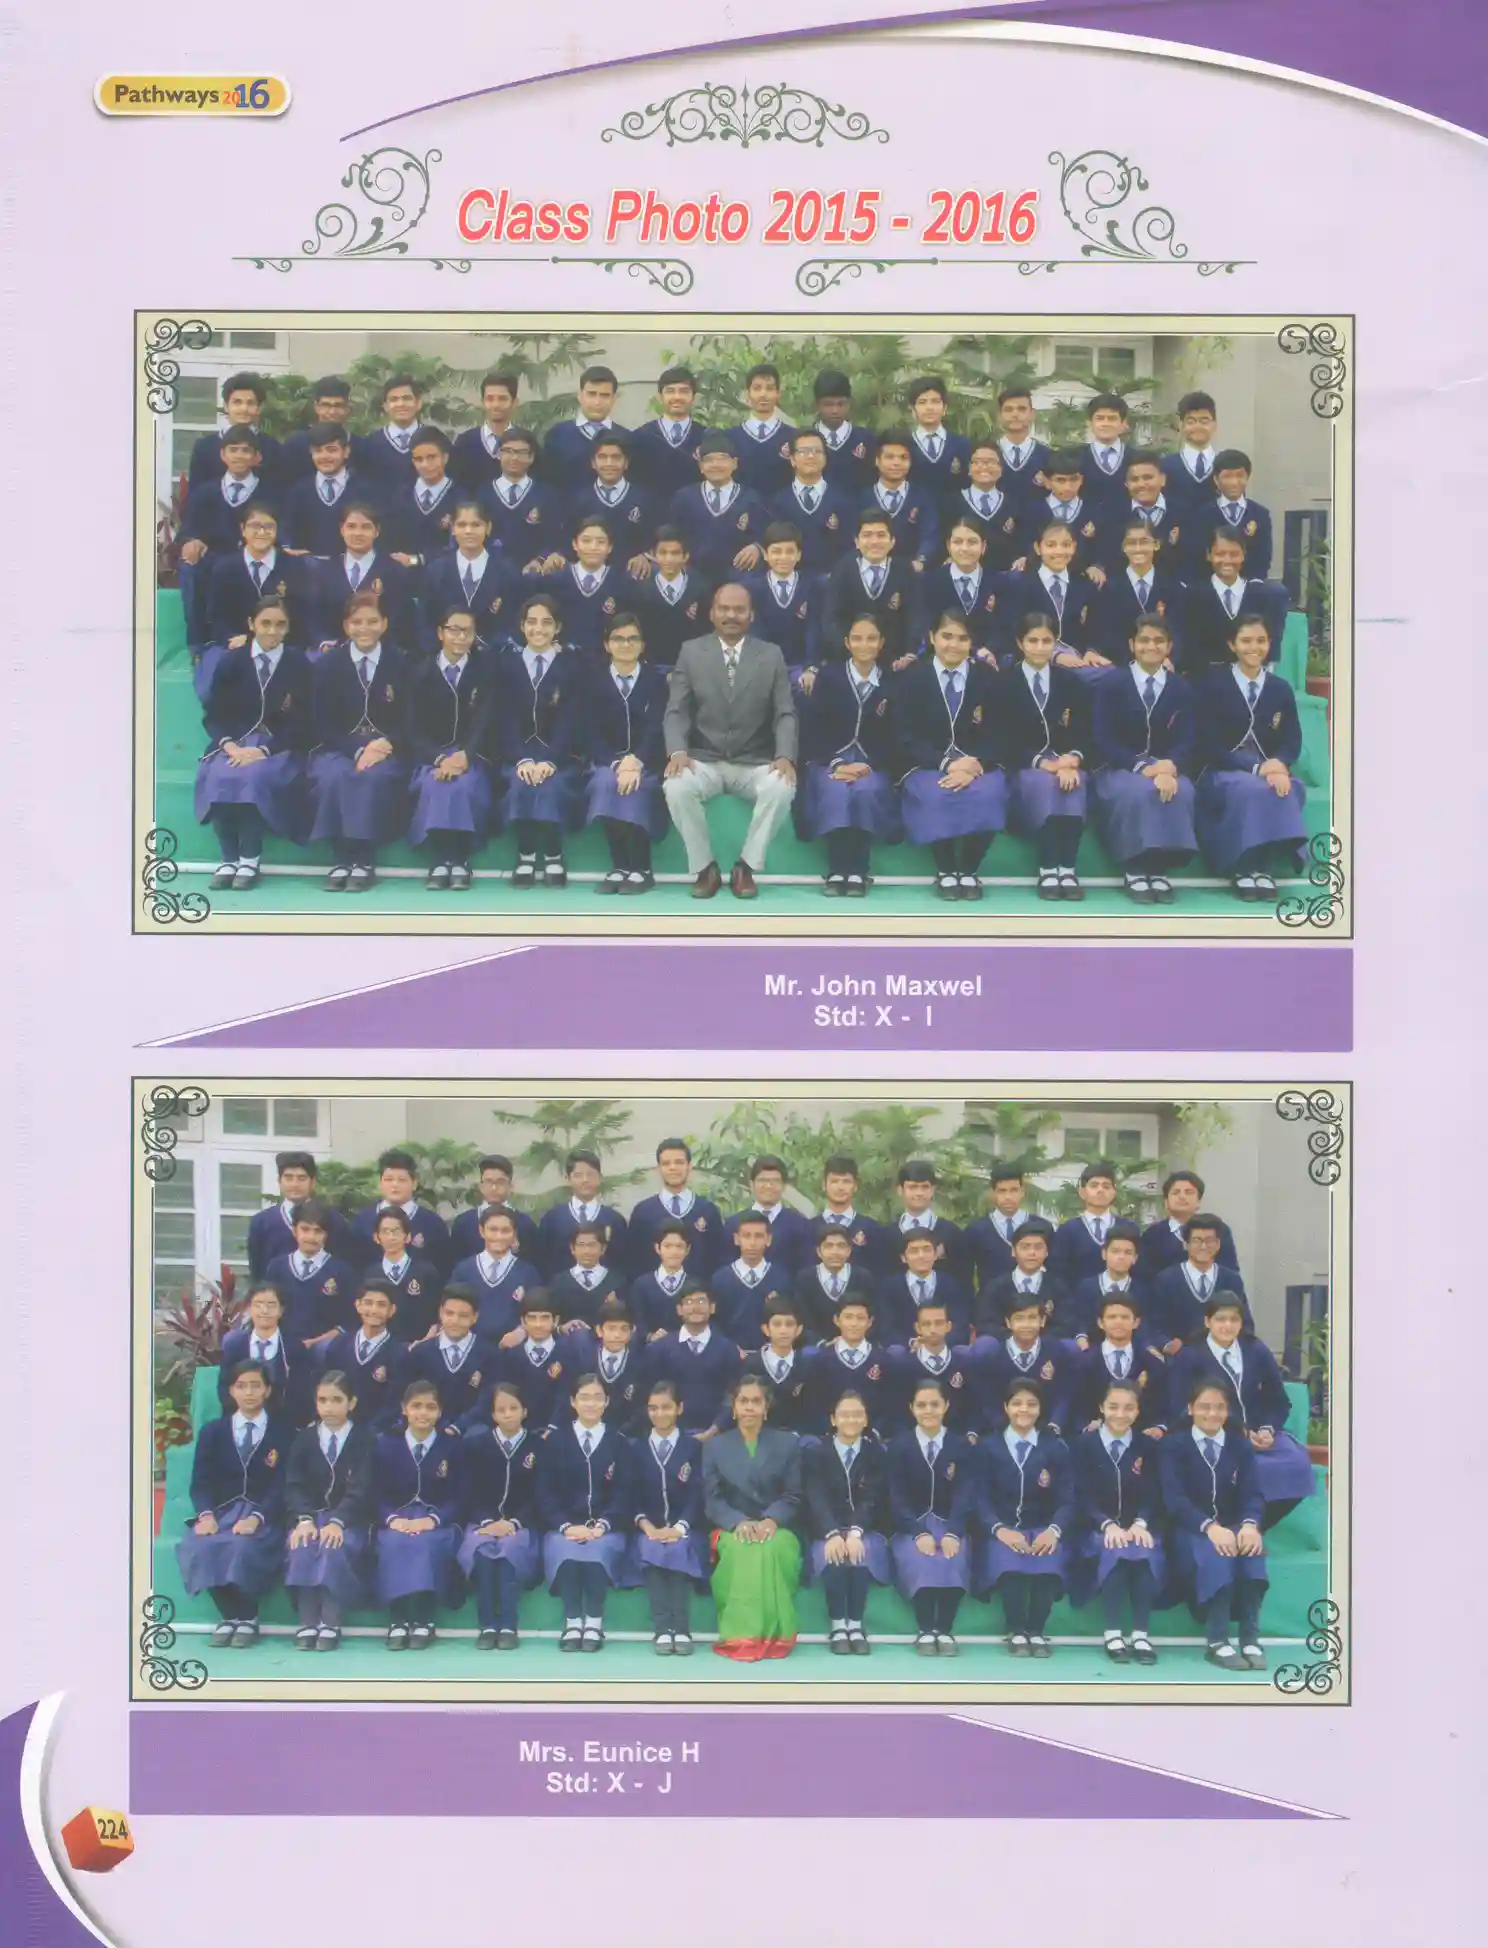 Pathways 2016
Class Photo 2015 - 2016
Mr. John Maxwel
Std: X - I
Mrs. Eunice H
Std: X - J
224